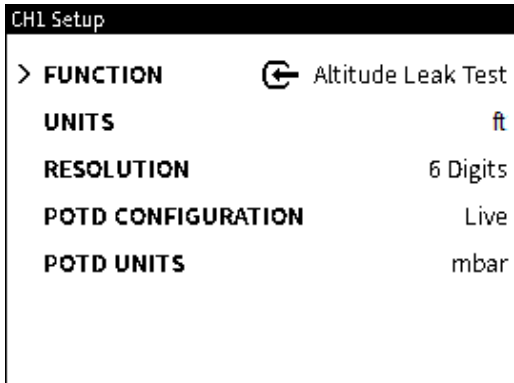 CH1 Setup
> FUNCTION Altitude Leak Test
UNITS ft
RESOLUTION 6 Digits
POTD CONFIGURATION Live
POTD UNITS mbar